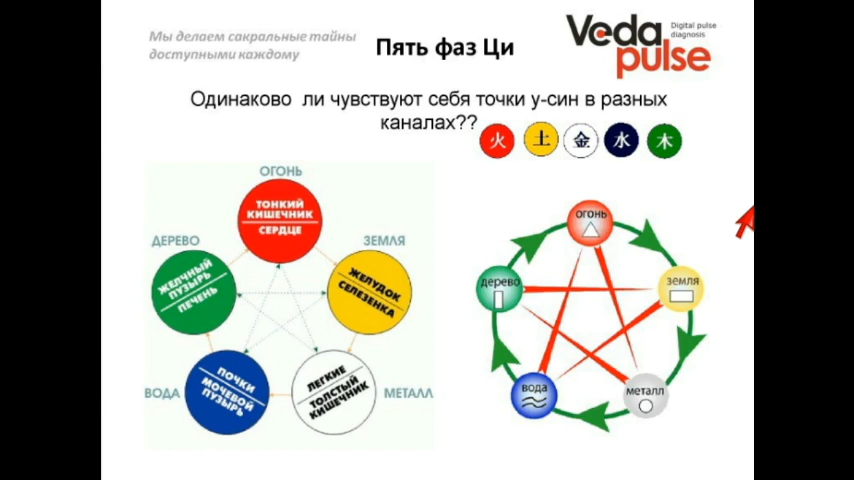 Мы делаем сакральные тайны
доступными каждому
Пять фаз Ци
Veda
pulse
Digital pulse
diagnosis
Одинаково ли чувствуют себя точки у-син в разных
каналах??
火 土 金 水 木
ОГОНЬ
ТОНКИЙ
КИШЕЧНИК
СЕРДЦЕ
ДЕРЕВО
ЖЕЛЧНЫЙ
ПУЗЫРЬ
ПЕЧЕНЬ
ЗЕМЛЯ
ЖЕЛУДОК
СЕЛЕЗЕНКА
ВОДА
ПОЧКИ
МОЧЕВОЙ
ПУЗЫРЬ
ЛЕГКИЕ
ТОЛСТЫЙ
КИШЕЧНИК
МЕТАЛЛ
огонь
дерево
земля
вода
металл